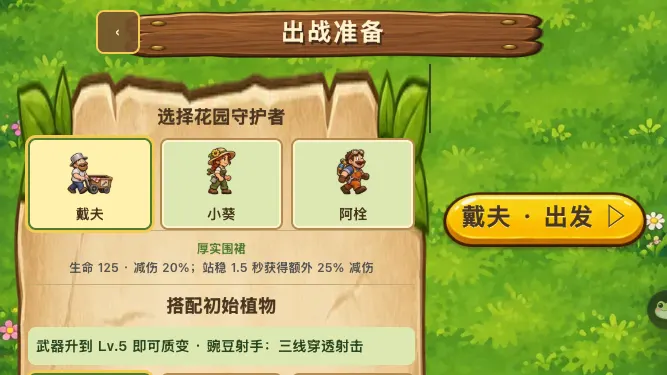 ‹
出战准备
选择花园守护者
戴夫
小葵
阿栓
厚实围裙
生命 125 · 减伤 20%；站稳 1.5 秒获得额外 25% 减伤
搭配初始植物
武器升到 Lv.5 即可质变 · 豌豆射手：三线穿透射击
戴夫 · 出发 ▷